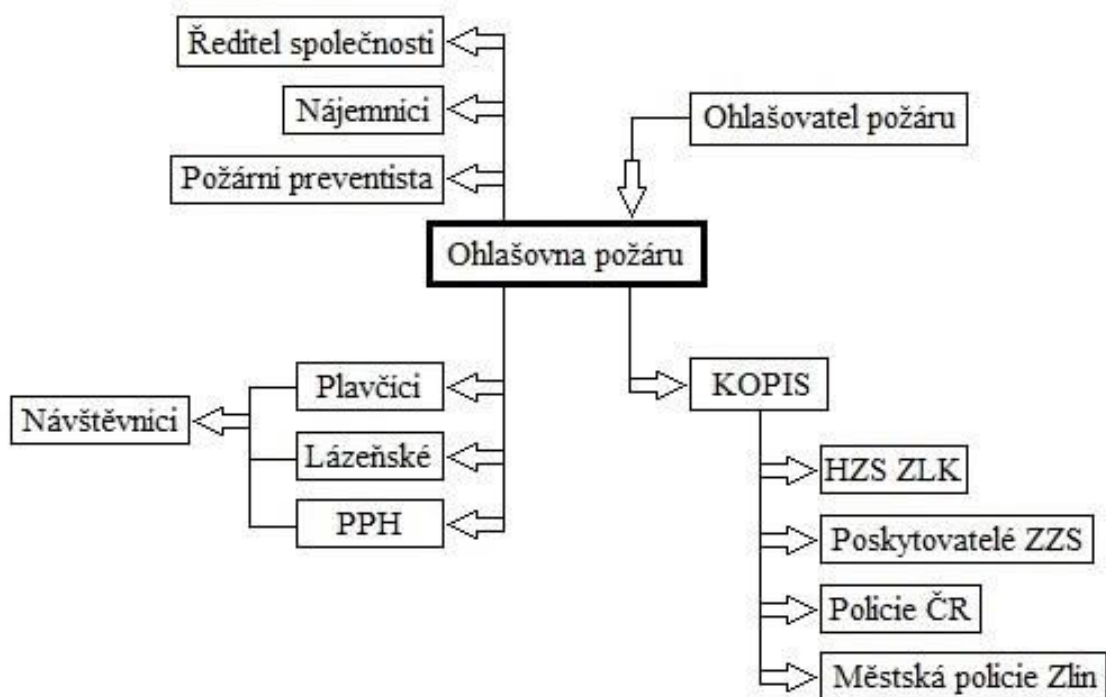 Ředitel společnosti
Nájemníci
Ohlašovatel požáru
Požární preventista
Ohlašovna požáru
Plavčíci
KOPIS
Návštěvníci
Lázeňské
HZS ZLK
PPH
Poskytovatelé ZZS
Policie ČR
Městská policie Zlín